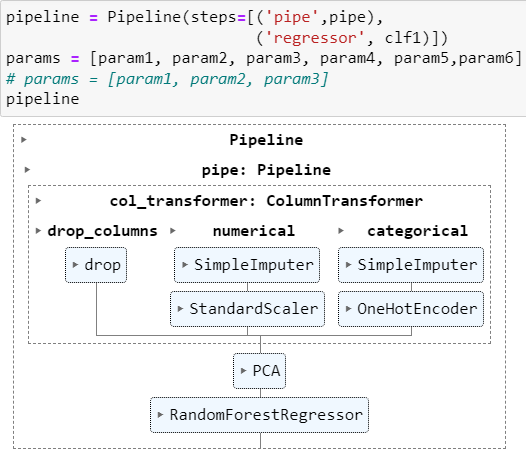 pipeline = Pipeline(steps=[('pipe',pipe),
('regressor', clf1)])
params = [param1, param2, param3, param4, param5,param6]
# params = [param1, param2, param3]
pipeline
Pipeline
pipe: Pipeline
col_transformer: ColumnTransformer
drop_columns numerical categorical
drop SimpleImputer SimpleImputer
StandardScaler OneHotEncoder
PCA
RandomForestRegressor